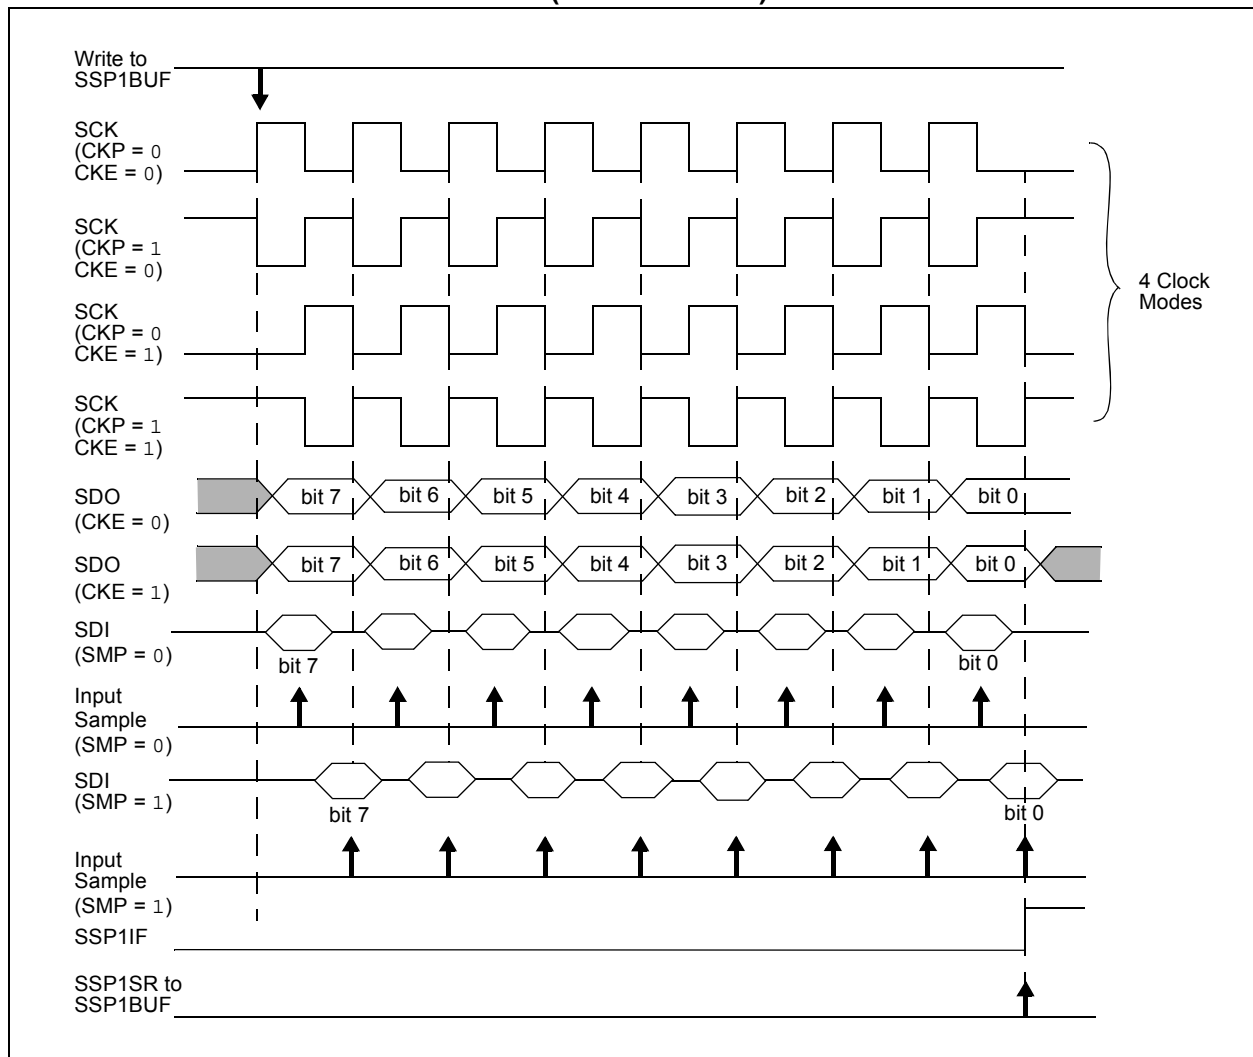 Write to
SSP1BUF
SCK
(CKP = 0
CKE = 0)
SCK
(CKP = 1
CKE = 0)
4 Clock
Modes
SCK
(CKP = 0
CKE = 1)
SCK
(CKP = 1
CKE = 1)
SDO
(CKE = 0)
bit 7 bit 6 bit 5 bit 4 bit 3 bit 2 bit 1 bit 0
SDO
(CKE = 1)
bit 7 bit 6 bit 5 bit 4 bit 3 bit 2 bit 1 bit 0
SDI
(SMP = 0)
bit 7 bit 0
Input
Sample
(SMP = 0)
SDI
(SMP = 1)
bit 7 bit 0
Input
Sample
(SMP = 1)
SSP1IF
SSP1SR to
SSP1BUF